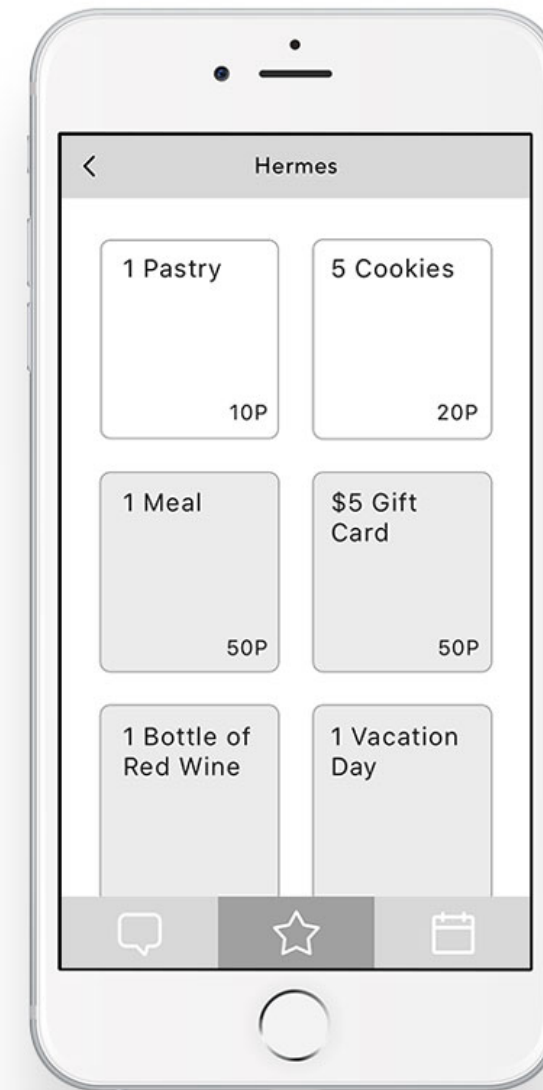 Hermes
1 Pastry
10P
5 Cookies
20P
1 Meal
50P
$5 Gift
Card
50P
1 Bottle of
Red Wine
1 Vacation
Day